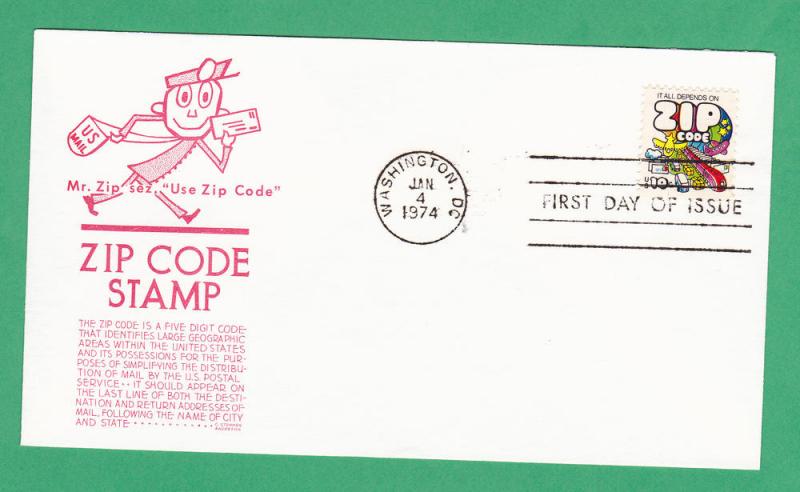 US
MAIL
Mr. Zip sez, "Use Zip Code"
ZIP CODE
STAMP
THE ZIP CODE IS A FIVE DIGIT CODE
THAT IDENTIFIES LARGE GEOGRAPHIC
AREAS WITHIN THE UNITED STATES
AND ITS POSSESSIONS FOR THE PUR-
POSES OF SIMPLIFYING THE DISTRIBU-
TION OF MAIL BY THE U.S. POSTAL
SERVICE·· IT SHOULD APPEAR ON
THE LAST LINE OF BOTH THE DESTI-
NATION AND RETURN ADDRESSES OF
MAIL, FOLLOWING THE NAME OF CITY
AND STATE
WASHINGTON, DC
JAN
4
1974
IT ALL DEPENDS ON
ZIP
CODE
US 10c
FIRST DAY OF ISSUE